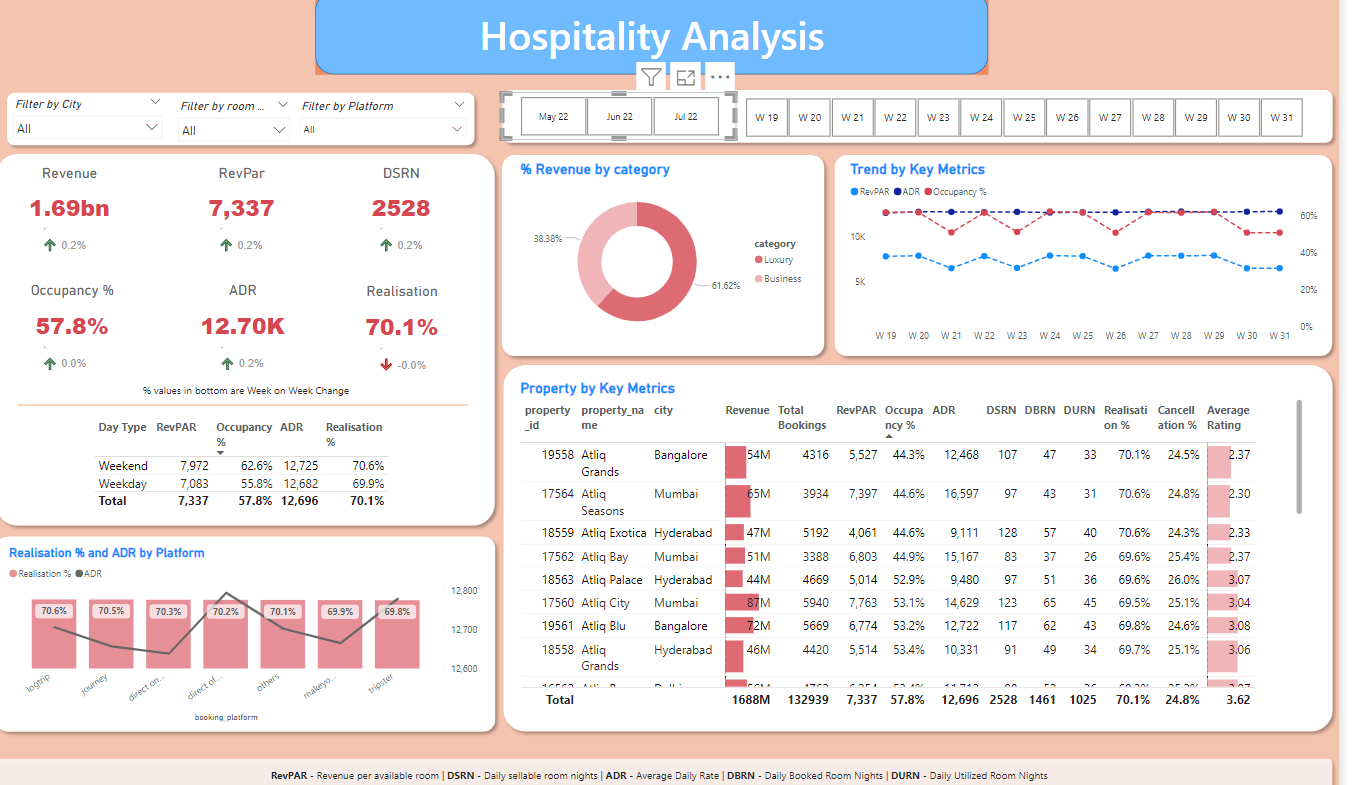 Hospitality Analysis
Filter by City
All
Filter by room ...
All
Filter by Platform
All
May 22 Jun 22 Jul 22
W 19 W 20 W 21 W 22 W 23 W 24 W 25 W 26 W 27 W 28 W 29 W 30 W 31
Revenue RevPar DSRN
1.69bn 7,337 2528
0.2% 0.2% 0.2%
Occupancy % ADR Realisation
57.8% 12.70K 70.1%
0.0% 0.2% -0.0%
% values in bottom are Week on Week Change
Day Type RevPAR Occupancy % ADR Realisation %
Weekend 7,972 62.6% 12,725 70.6%
Weekday 7,083 55.8% 12,682 69.9%
Total 7,337 57.8% 12,696 70.1%
Realisation % and ADR by Platform
Realisation % ADR
70.6% 70.5% 70.3% 70.2% 70.1% 69.9% 69.8%
12,800
12,700
12,600
logtrip journey direct on... direct of... others makeyo... tripster
booking_platform
% Revenue by category
38.38%
61.62%
category
Luxury
Business
Trend by Key Metrics
RevPAR ADR Occupancy %
10K
5K
60%
40%
20%
0%
W 19 W 20 W 21 W 22 W 23 W 24 W 25 W 26 W 27 W 28 W 29 W 30 W 31
Property by Key Metrics
property_id property_name city Revenue Total Bookings RevPAR Occupancy % ADR DSRN DBRN DURN Realisation % Cancellation % Average Rating
19558 Atliq Grands Bangalore 54M 4316 5,527 44.3% 12,468 107 47 33 70.1% 24.5% 2.37
17564 Atliq Seasons Mumbai 65M 3934 7,397 44.6% 16,597 97 43 31 70.6% 24.8% 2.30
18559 Atliq Exotica Hyderabad 47M 5192 4,061 44.6% 9,111 128 57 40 70.6% 24.3% 2.33
17562 Atliq Bay Mumbai 51M 3388 6,803 44.9% 15,167 83 37 26 69.6% 25.4% 2.37
18563 Atliq Palace Hyderabad 44M 4669 5,014 52.9% 9,480 97 51 36 69.6% 26.0% 3.07
17560 Atliq City Mumbai 87M 5940 7,763 53.1% 14,629 123 65 45 69.5% 25.1% 3.04
19561 Atliq Blu Bangalore 72M 5669 6,774 53.2% 12,722 117 62 43 69.8% 24.6% 3.08
18558 Atliq Grands Hyderabad 46M 4420 5,514 53.4% 10,331 91 49 34 69.7% 25.1% 3.06
Total 1688M 132939 7,337 57.8% 12,696 2528 1461 1025 70.1% 24.8% 3.62
RevPAR - Revenue per available room | DSRN - Daily sellable room nights | ADR - Average Daily Rate | DBRN - Daily Booked Room Nights | DURN - Daily Utilized Room Nights